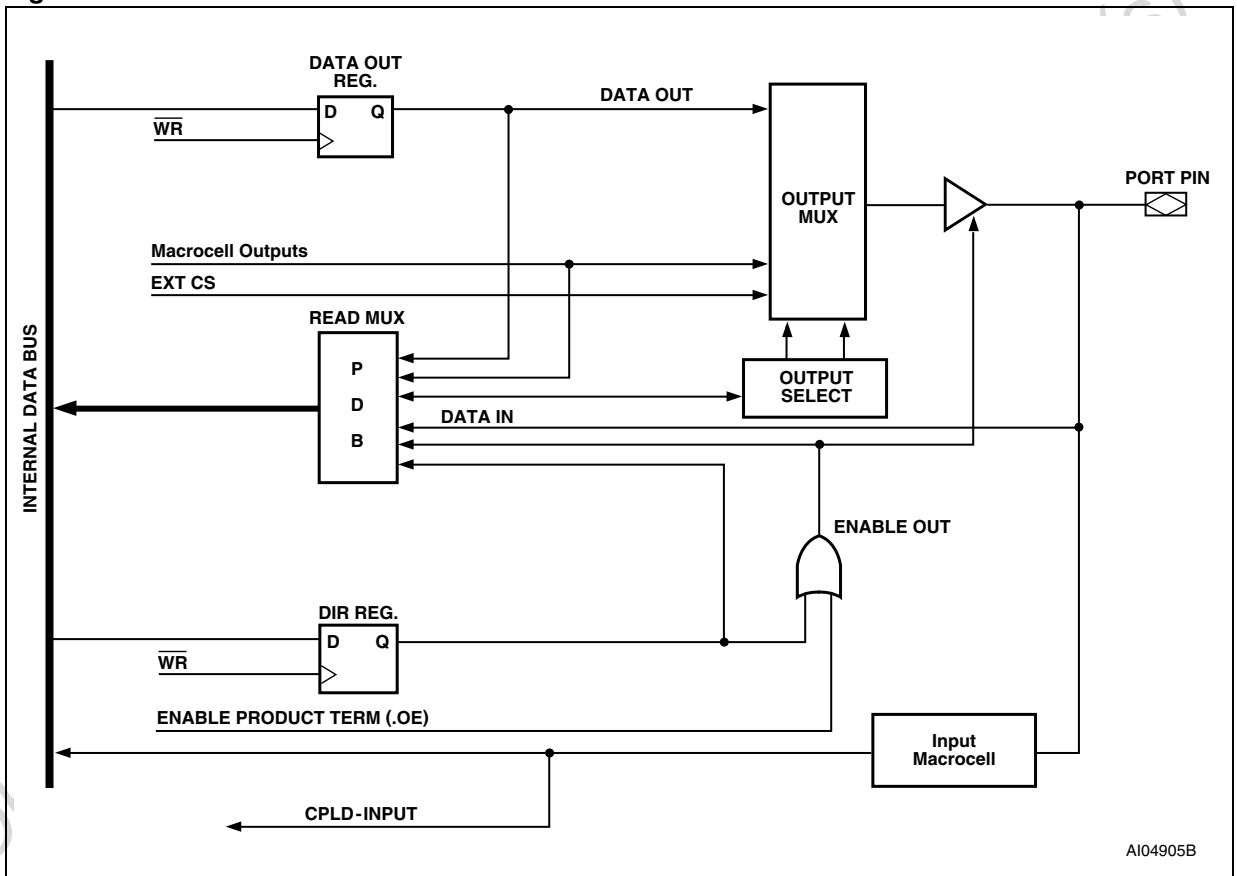 DATA OUT
REG.
D Q
WR
DATA OUT
OUTPUT
MUX
PORT PIN
Macrocell Outputs
EXT CS
READ MUX
P
D
B
OUTPUT
SELECT
DATA IN
INTERNAL DATA BUS
ENABLE OUT
DIR REG.
D Q
WR
ENABLE PRODUCT TERM (.OE)
Input
Macrocell
CPLD-INPUT
AI04905B